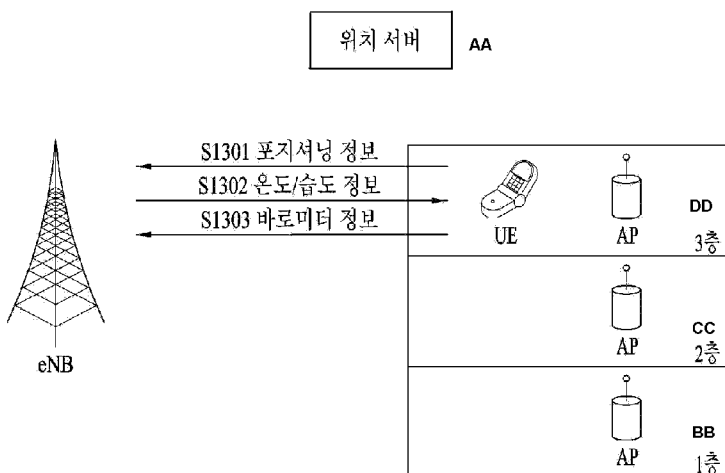 위치 서버 AA
S1301 포지셔닝 정보
S1302 온도/습도 정보
S1303 바로미터 정보
eNB
UE
AP
DD
3층
AP
CC
2층
AP
BB
1층